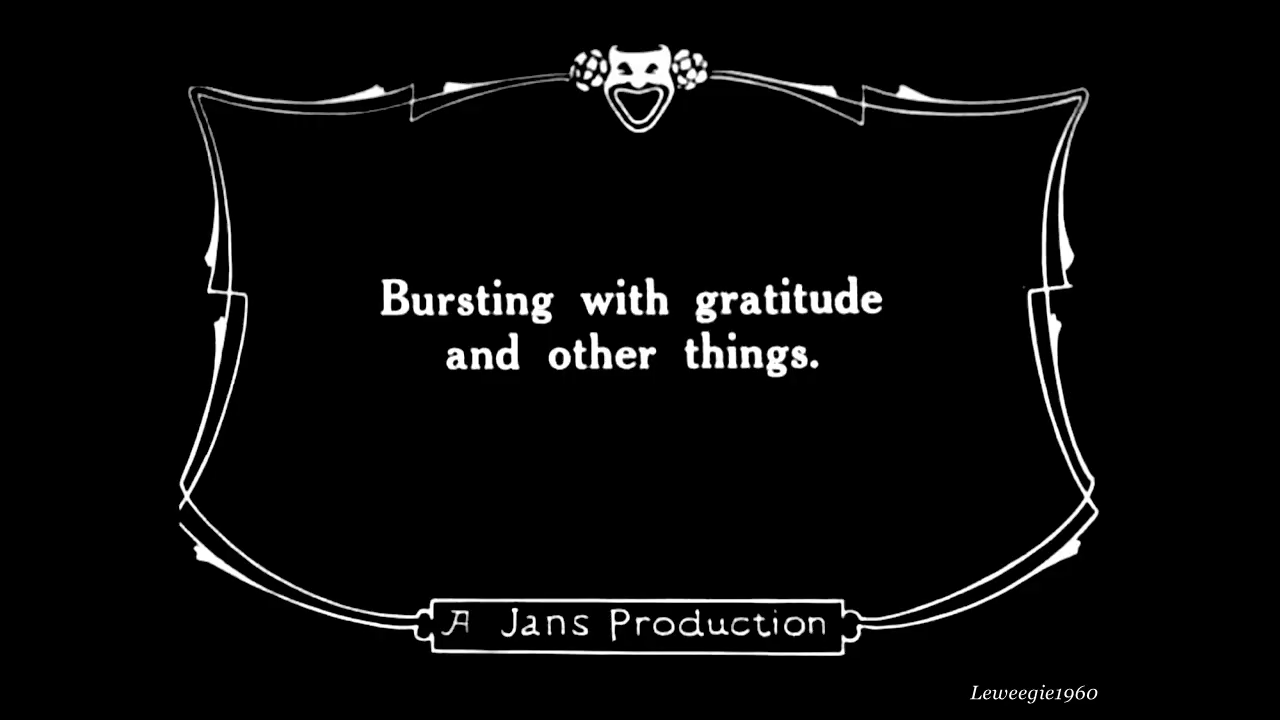 Bursting with gratitude
and other things.
A Jans Production
Leweegie1960